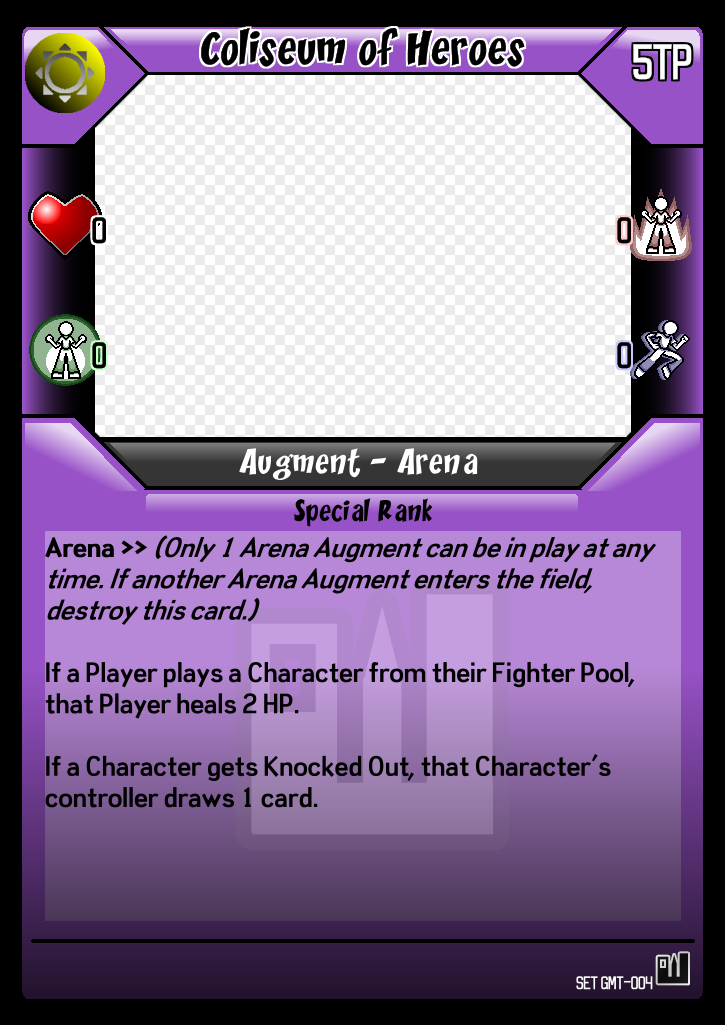 Coliseum of Heroes
5TP
0
0
0
0
Augment - Arena
Special Rank
Arena >> (Only 1 Arena Augment can be in play at any
time. If another Arena Augment enters the field,
destroy this card.)
If a Player plays a Character from their Fighter Pool,
that Player heals 2 HP.
If a Character gets Knocked Out, that Character's
controller draws 1 card.
SET GMT-004